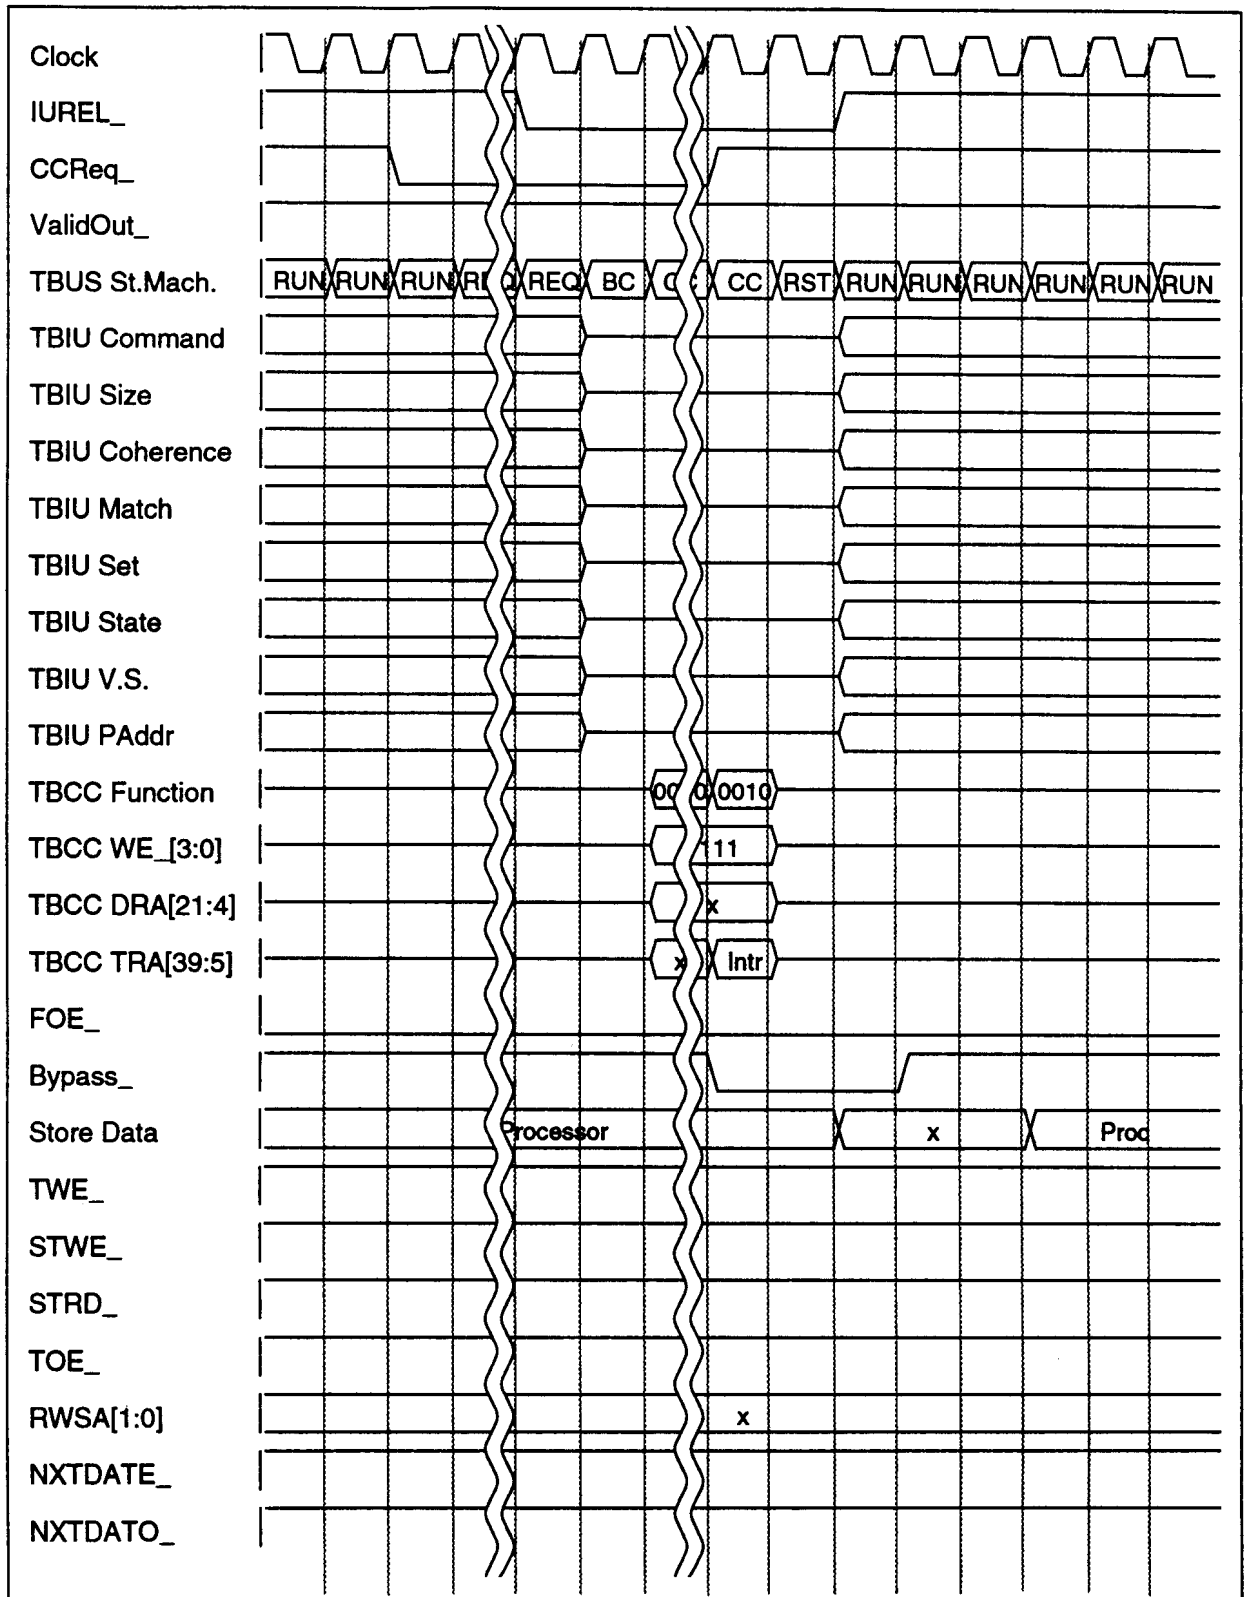 Clock
IUREL_
CCReq_
ValidOut_
TBUS St.Mach. RUN RUN RUN REQ REQ BC CC CC RST RUN RUN RUN RUN RUN RUN
TBIU Command
TBIU Size
TBIU Coherence
TBIU Match
TBIU Set
TBIU State
TBIU V.S.
TBIU PAddr
TBCC Function 0010
TBCC WE_[3:0] 11
TBCC DRA[21:4] x
TBCC TRA[39:5] x Intr
FOE_
Bypass_
Store Data Processor x Proc
TWE_
STWE_
STRD_
TOE_
RWSA[1:0] x
NXTDATE_
NXTDATO_